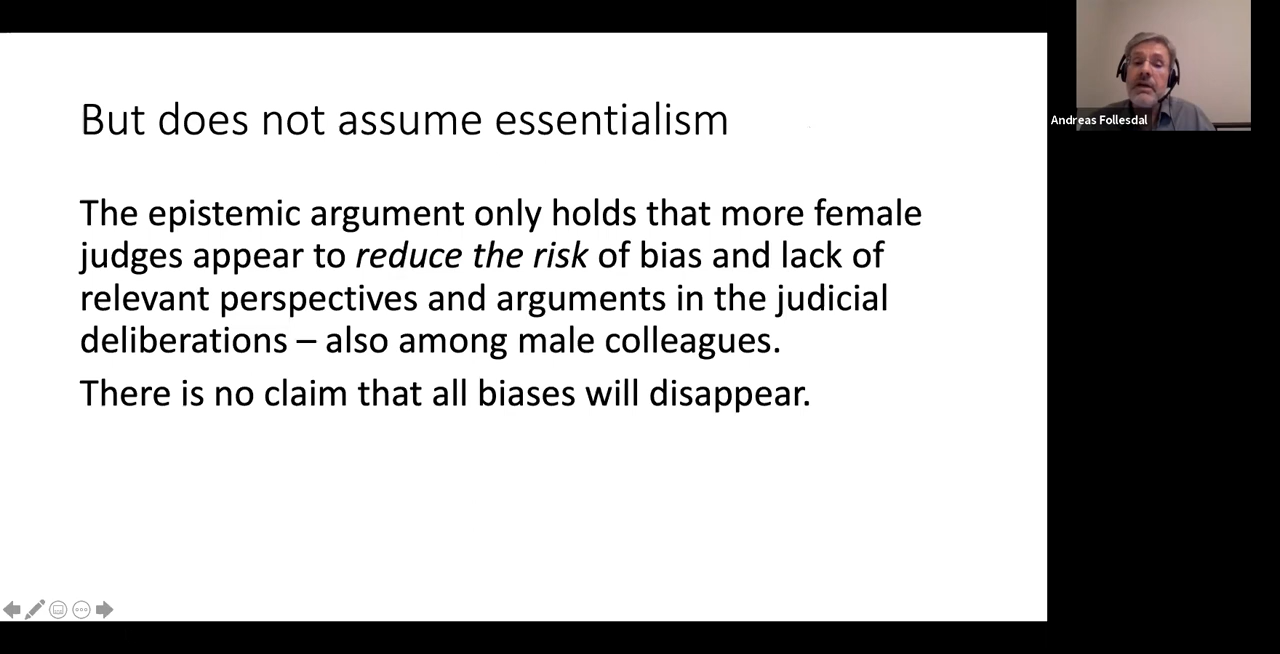 But does not assume essentialism
The epistemic argument only holds that more female
judges appear to reduce the risk of bias and lack of
relevant perspectives and arguments in the judicial
deliberations – also among male colleagues.
There is no claim that all biases will disappear.
Andreas Follesdal